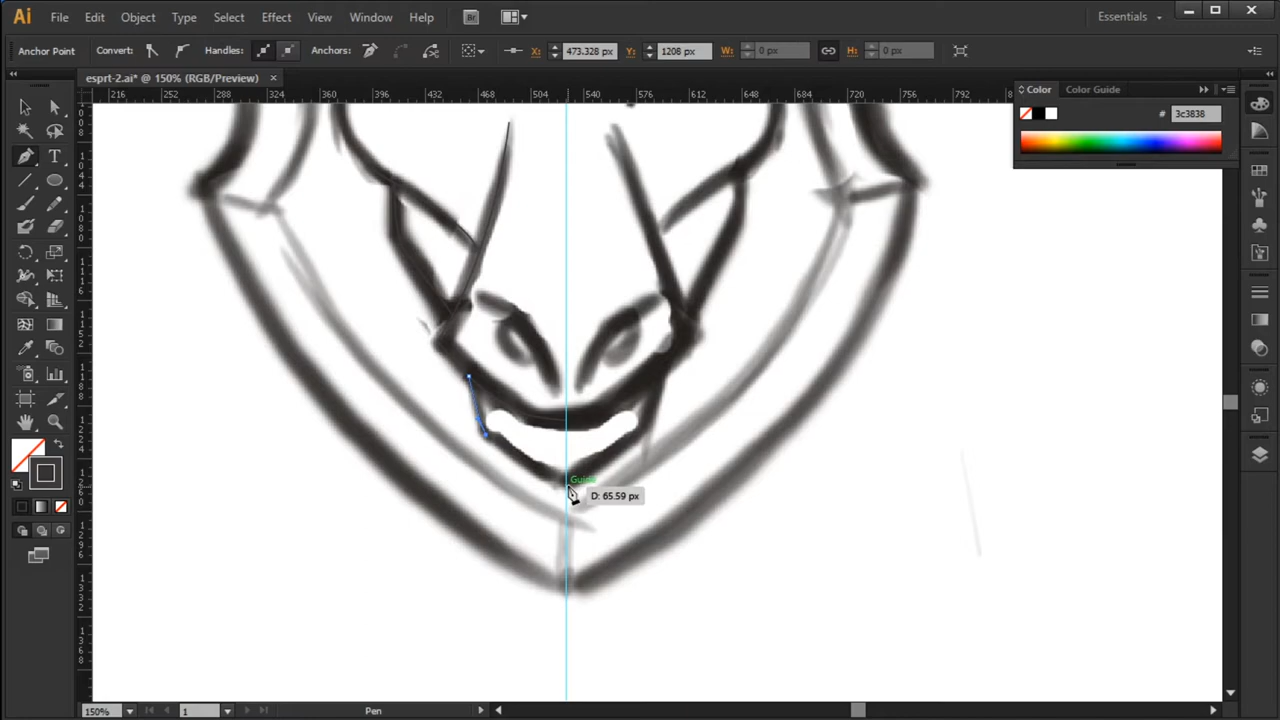 Ai File Edit Object Type Select Effect View Window Help Br Essentials
Anchor Point Convert: Handles: Anchors: X: 473.328 px Y: 1208 px W: 0 px H: 0 px
esprt-2.ai* @ 150% (RGB/Preview)
216 252 288 324 360 396 432 468 504 540 576 612 648 684 720 756 792 828
Color Color Guide
# 3c3838
Guide
D: 65.59 px
150% 1 Pen